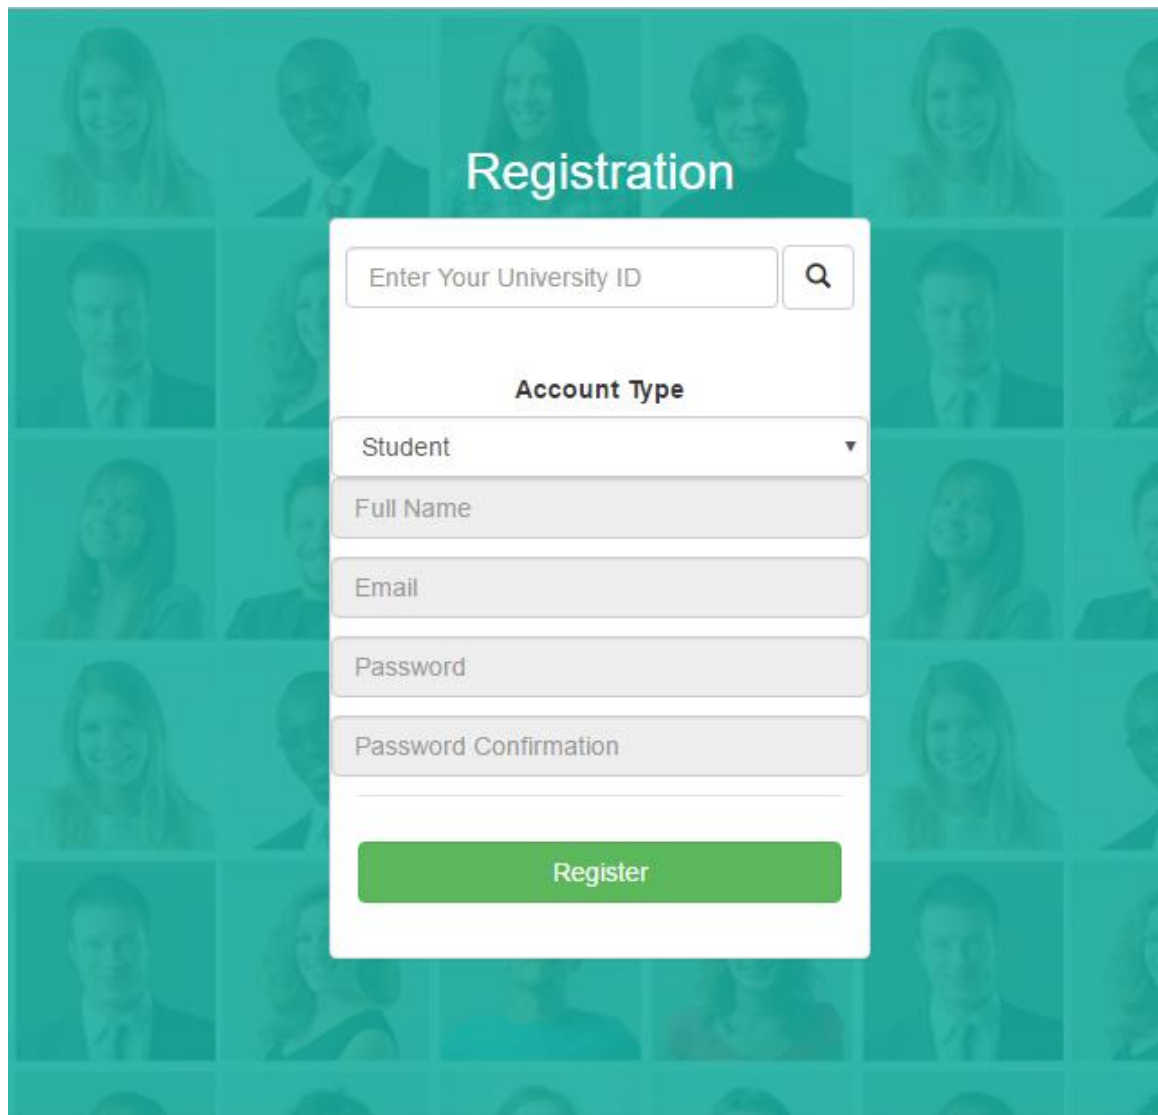 Registration
Enter Your University ID
Account Type
Student
Full Name
Email
Password
Password Confirmation
Register